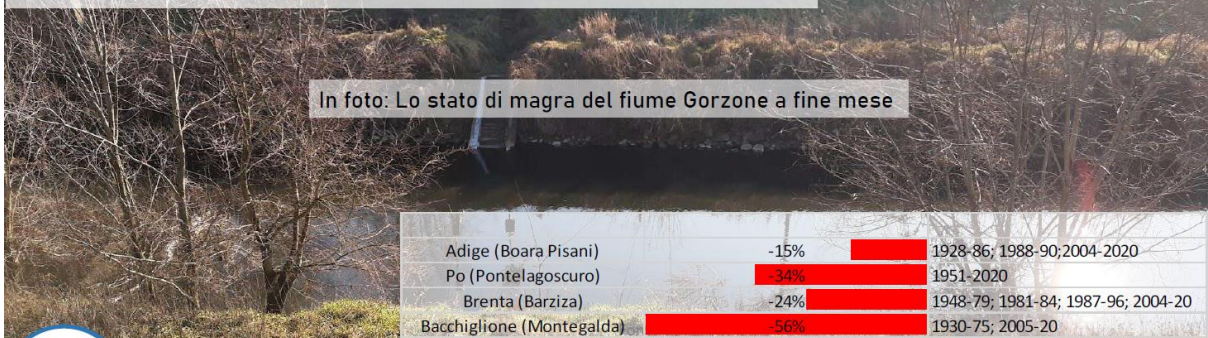 In foto: Lo stato di magra del fiume Gorzone a fine mese
Adige (Boara Pisani) -15% 1928-86; 1988-90;2004-2020
Po (Pontelagoscuro) -34% 1951-2020
Brenta (Barziza) -24% 1948-79; 1981-84; 1987-96; 2004-20
Bacchiglione (Montegalda) -56% 1930-75; 2005-20